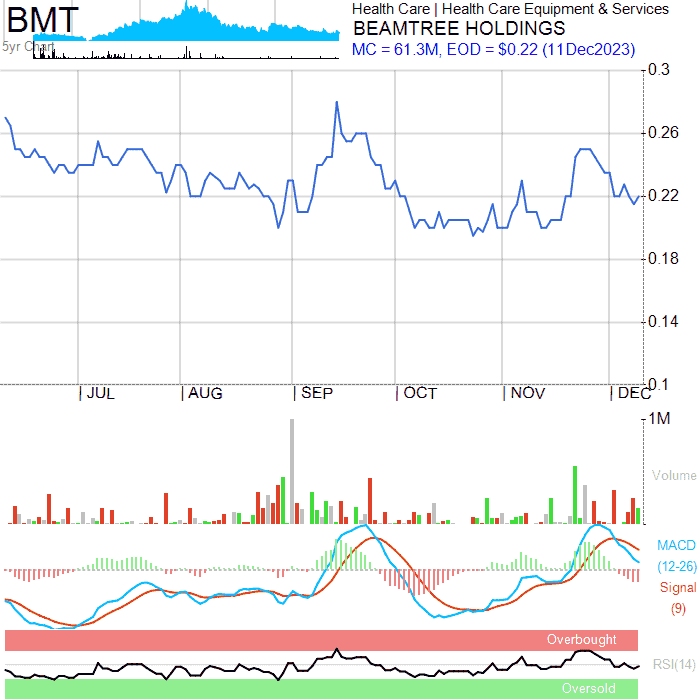 BMT
5yr Chart
Health Care | Health Care Equipment & Services
BEAMTREE HOLDINGS
MC = 61.3M, EOD = $0.22 (11Dec2023)
0.3
0.26
0.22
0.18
0.14
0.1
JUL
AUG
SEP
OCT
NOV
DEC
1M
Volume
MACD
(12-26)
Signal
(9)
Overbought
RSI(14)
Oversold